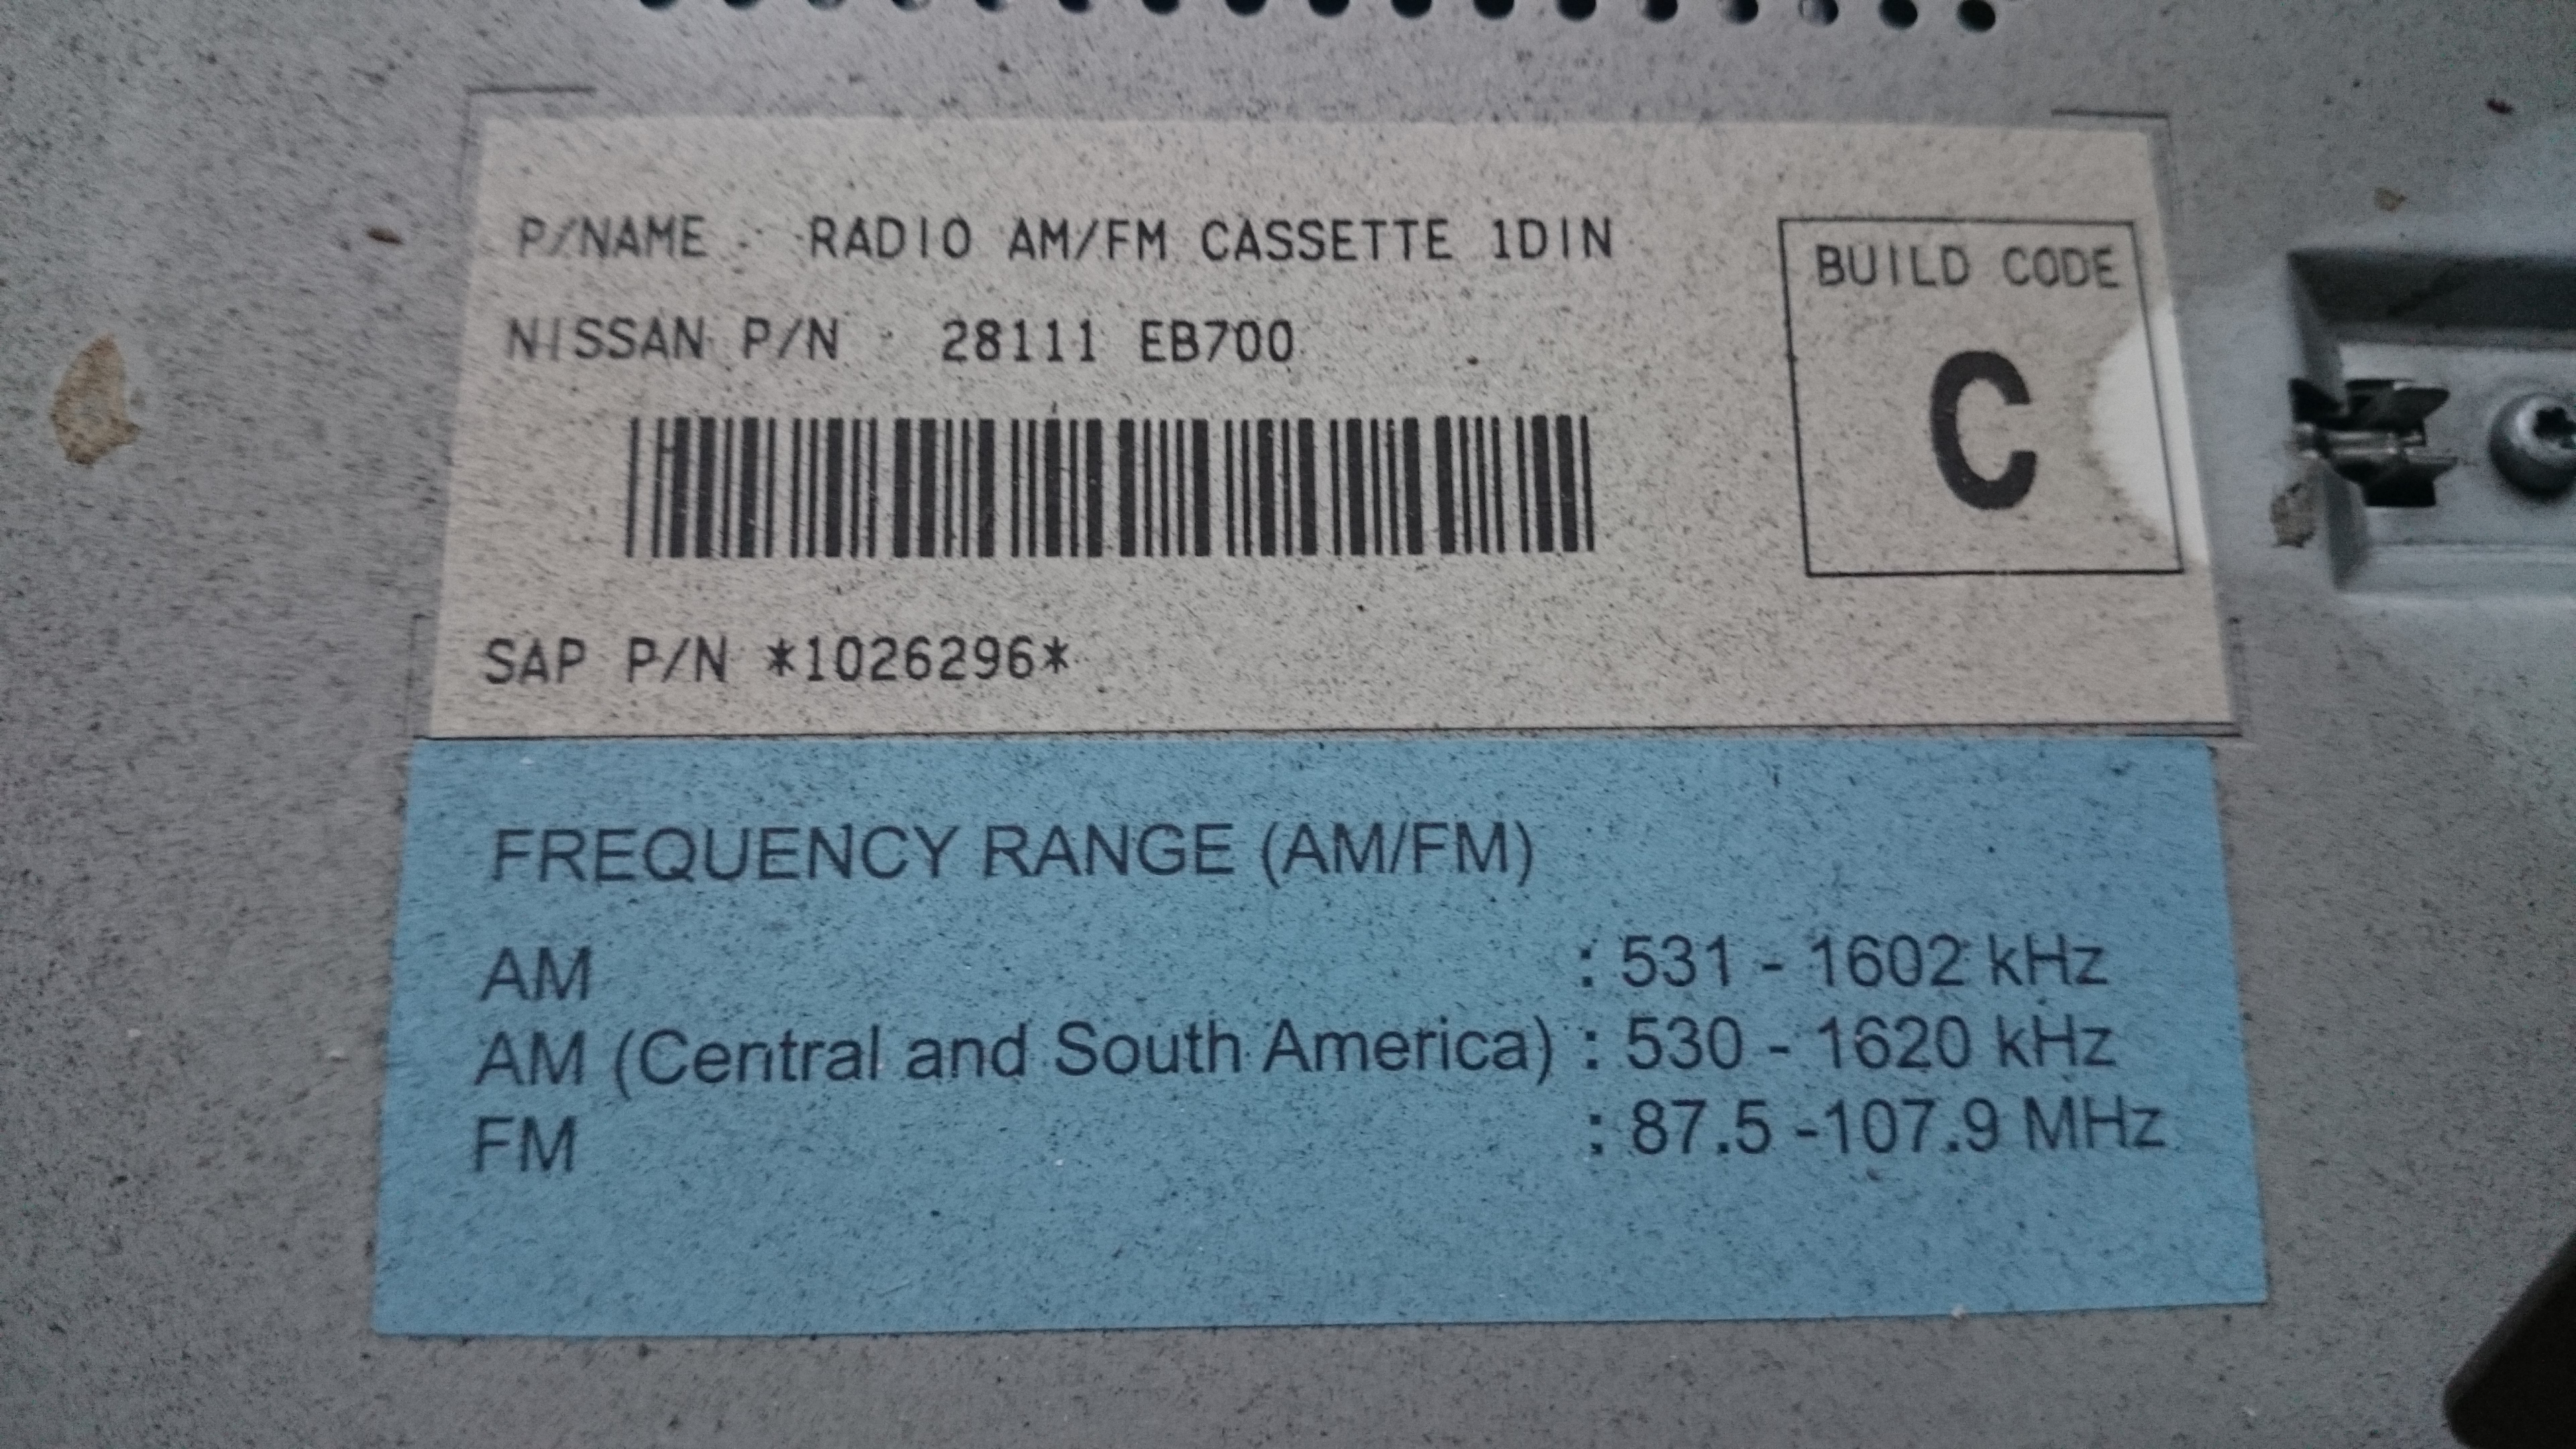 P/NAME : RADIO AM/FM CASSETTE 1DIN
NISSAN P/N : 28111 EB700
BUILD CODE
C
SAP P/N *1026296*
FREQUENCY RANGE (AM/FM)
AM : 531 - 1602 kHz
AM (Central and South America) : 530 - 1620 kHz
FM : 87.5 -107.9 MHz